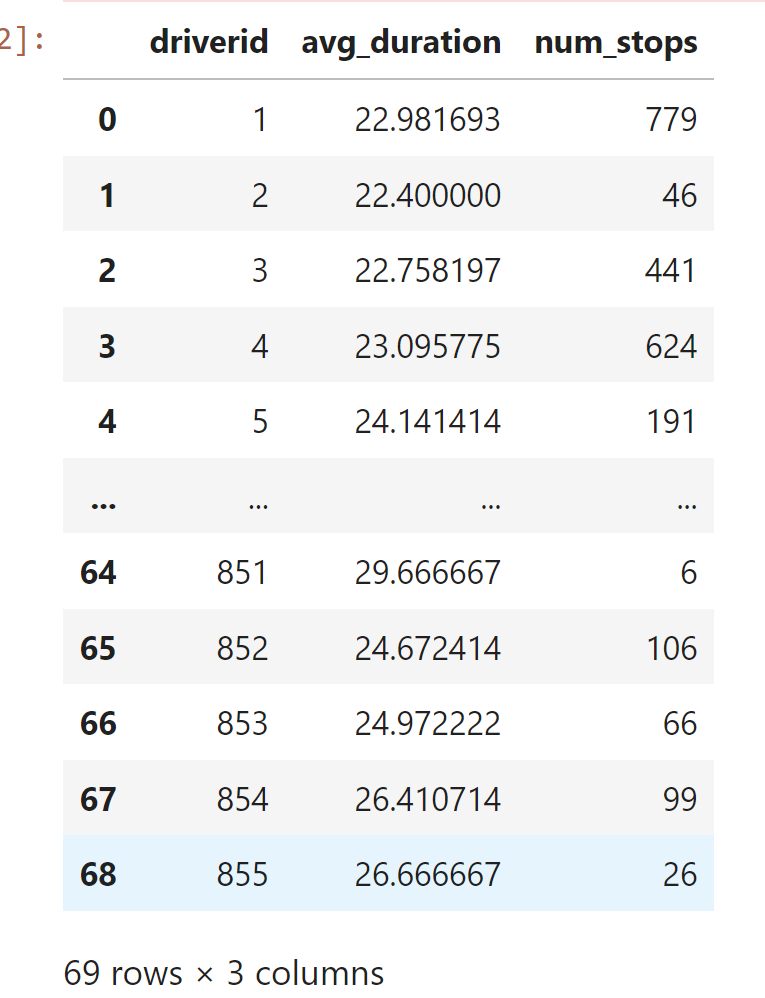 2]:
driverid avg_duration num_stops
0 1 22.981693 779
1 2 22.400000 46
2 3 22.758197 441
3 4 23.095775 624
4 5 24.141414 191
... ... ... ...
64 851 29.666667 6
65 852 24.672414 106
66 853 24.972222 66
67 854 26.410714 99
68 855 26.666667 26
69 rows × 3 columns